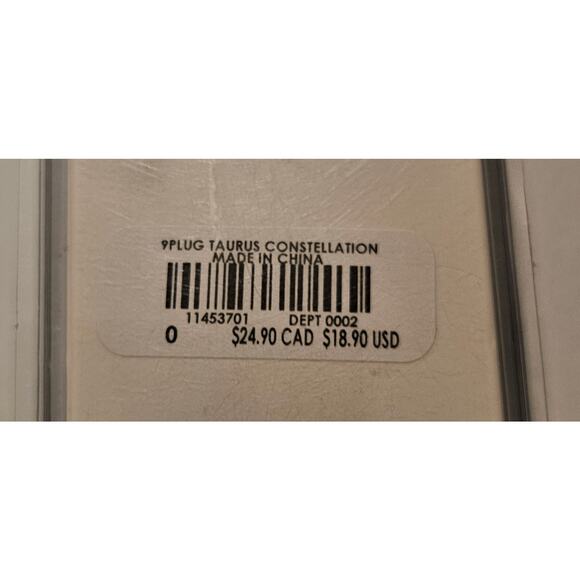 9PLUG TAURUS CONSTELLATION
MADE IN CHINA
11453701 DEPT 0002
0 $24.90 CAD $18.90 USD